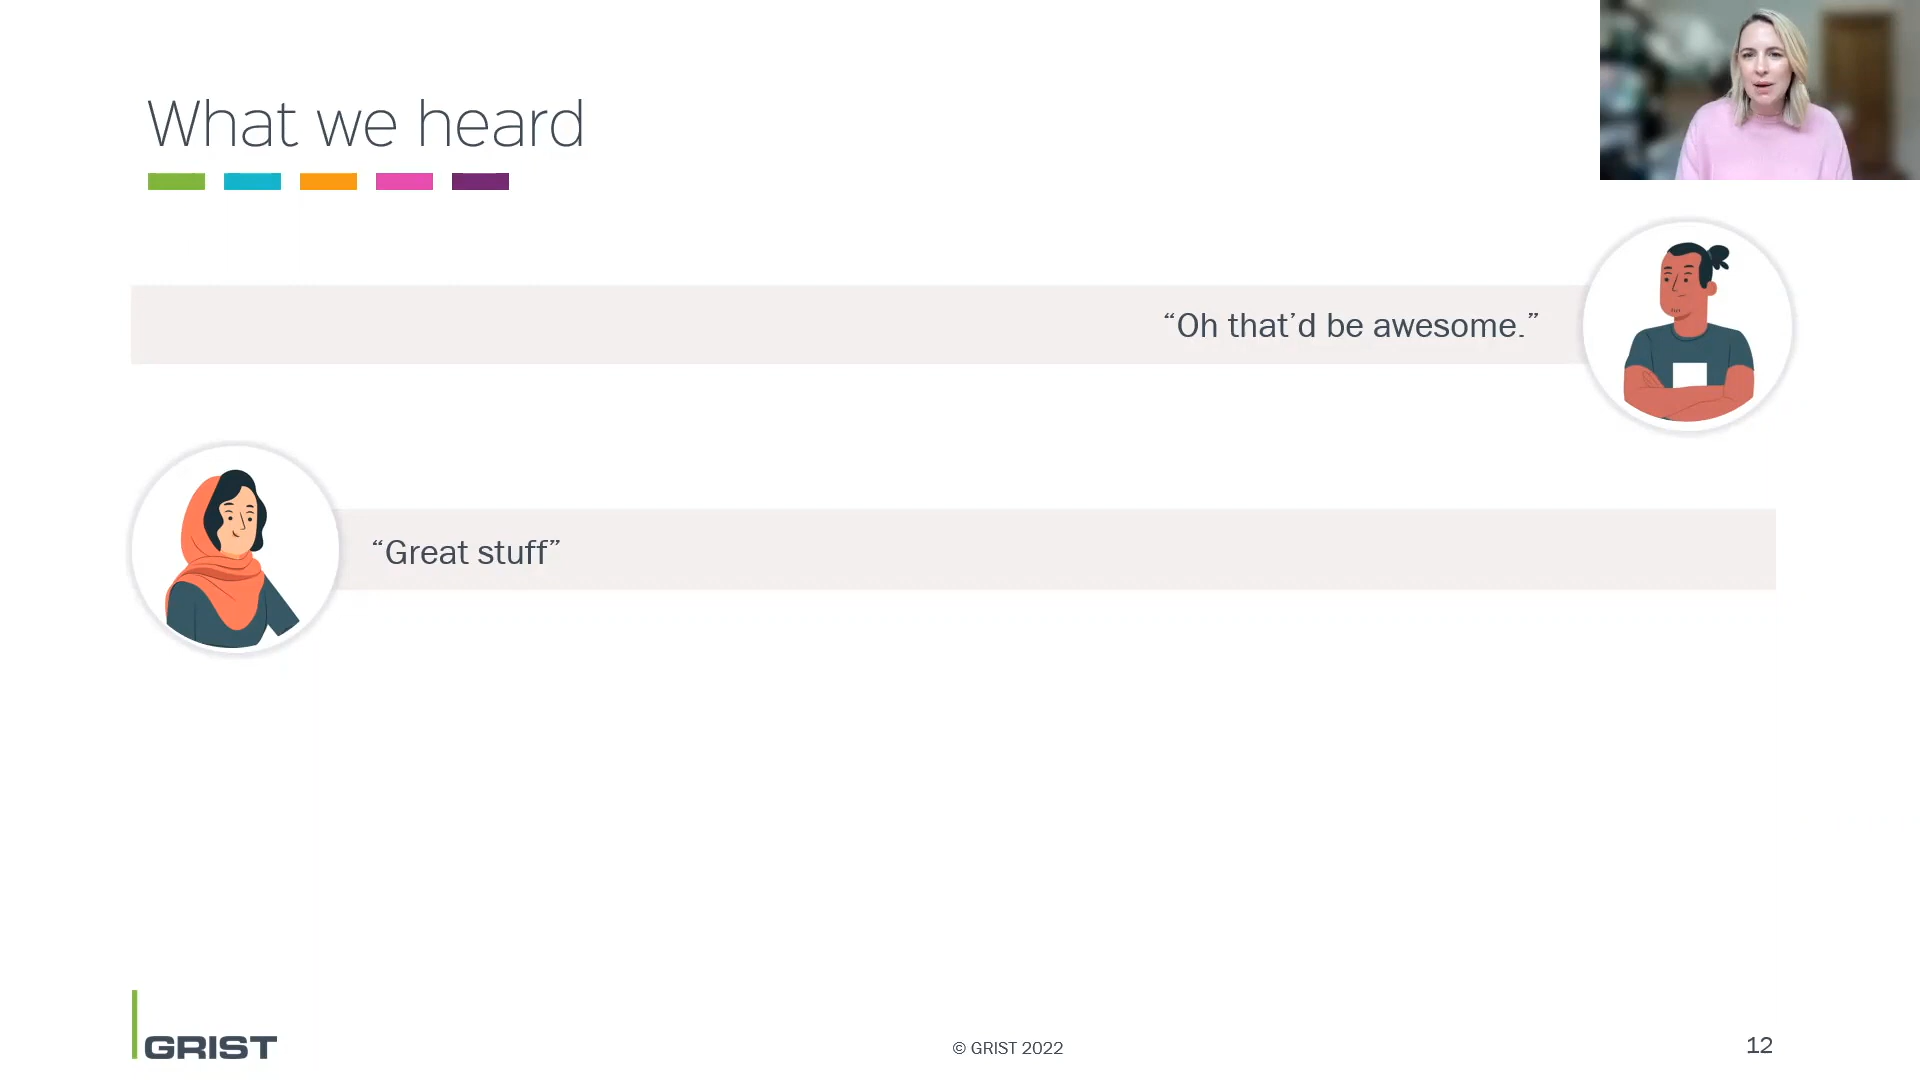 What we heard
“Oh that’d be awesome.”
“Great stuff”
GRIST
© GRIST 2022
12